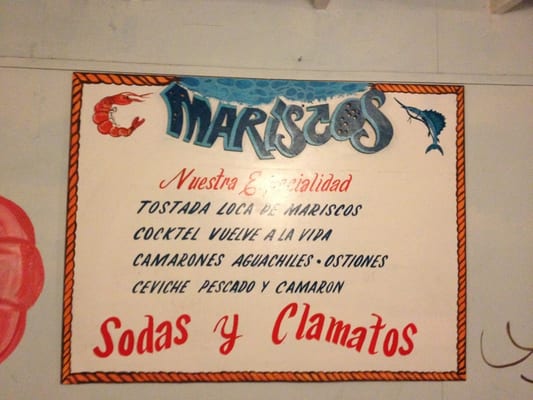 MARISCOS
Nuestra Especialidad
TOSTADA LOCA DE MARISCOS
COCKTEL VUELVE A LA VIDA
CAMARONES AGUACHILES • OSTIONES
CEVICHE PESCADO Y CAMARON
Sodas y Clamatos